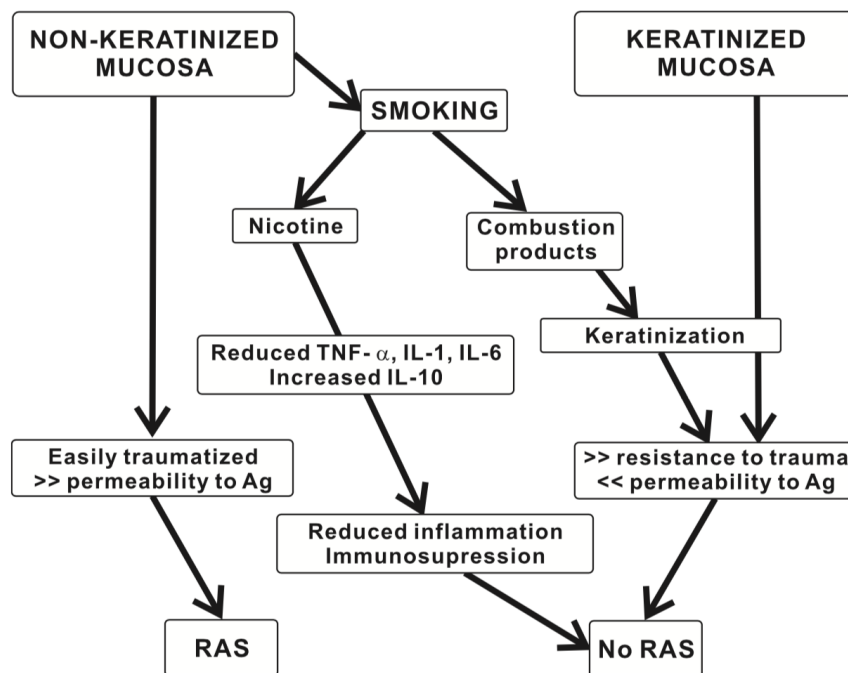 NON-KERATINIZED
MUCOSA
KERATINIZED
MUCOSA
SMOKING
Nicotine
Combustion
products
Reduced TNF- α, IL-1, IL-6
Increased IL-10
Keratinization
Easily traumatized
>> permeability to Ag
>> resistance to trauma
<< permeability to Ag
Reduced inflammation
Immunosupression
RAS
No RAS